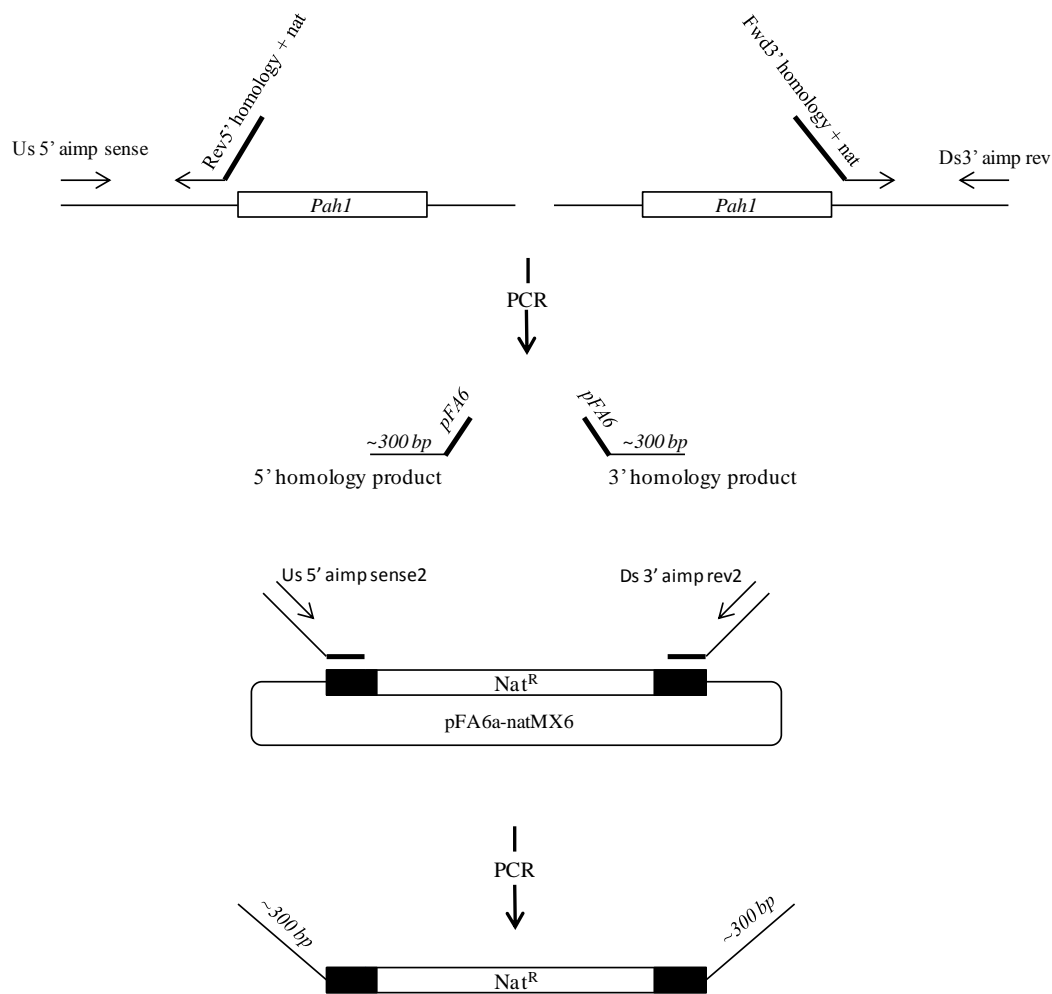 Us 5' aimp sense
Rev5' homology + nat
Fwd3' homology + nat
Ds3' aimp rev
Pah1
Pah1
PCR
pFA6
pFA6
~300 bp
~300 bp
5' homology product
3' homology product
Us 5' aimp sense2
Ds 3' aimp rev2
Natᴿ
pFA6a-natMX6
PCR
~300 bp
~300 bp
Natᴿ